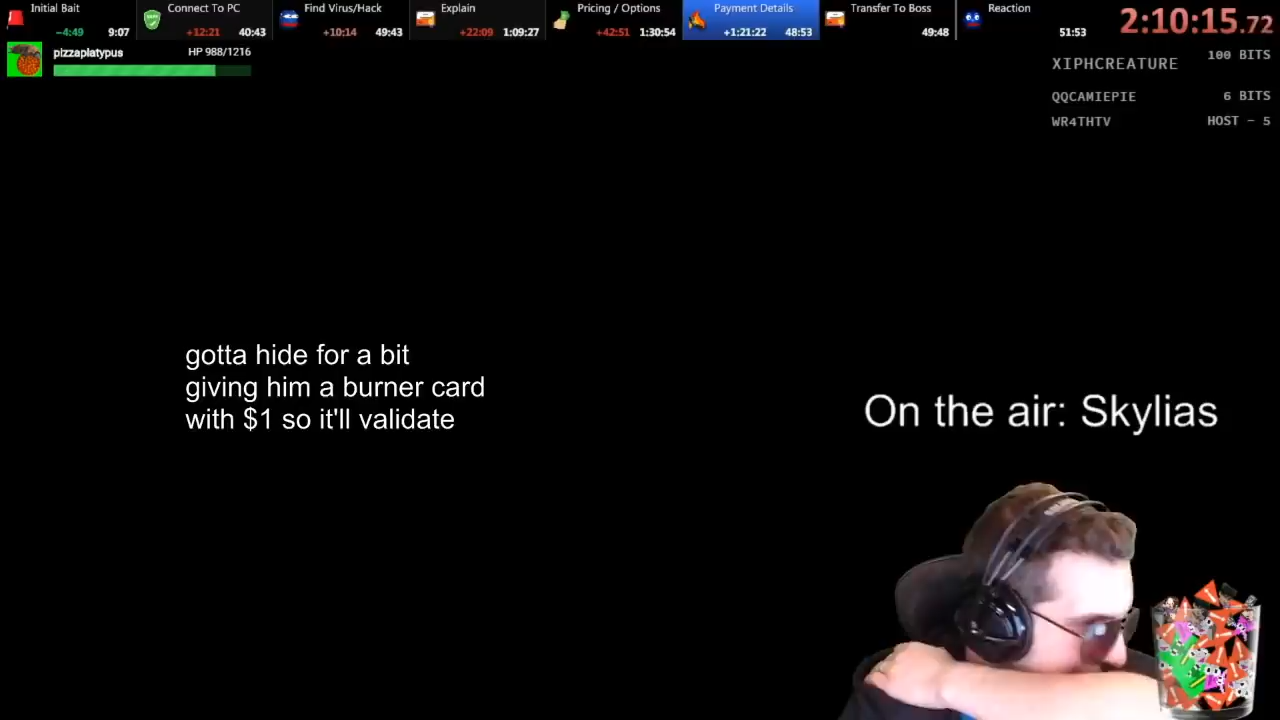 Initial Bait
-4:49 9:07
Connect To PC
+12:21 40:43
Find Virus/Hack
+10:14 49:43
Explain
+22:09 1:09:27
Pricing / Options
+42:51 1:30:54
Payment Details
+1:21:22 48:53
Transfer To Boss
49:48
Reaction
51:53
2:10:15.72
pizzaplatypus HP 988/1216
XIPHCREATURE 100 BITS
QQCAMIEPIE 6 BITS
WR4THTV HOST - 5
gotta hide for a bit
giving him a burner card
with $1 so it'll validate
On the air: Skylias